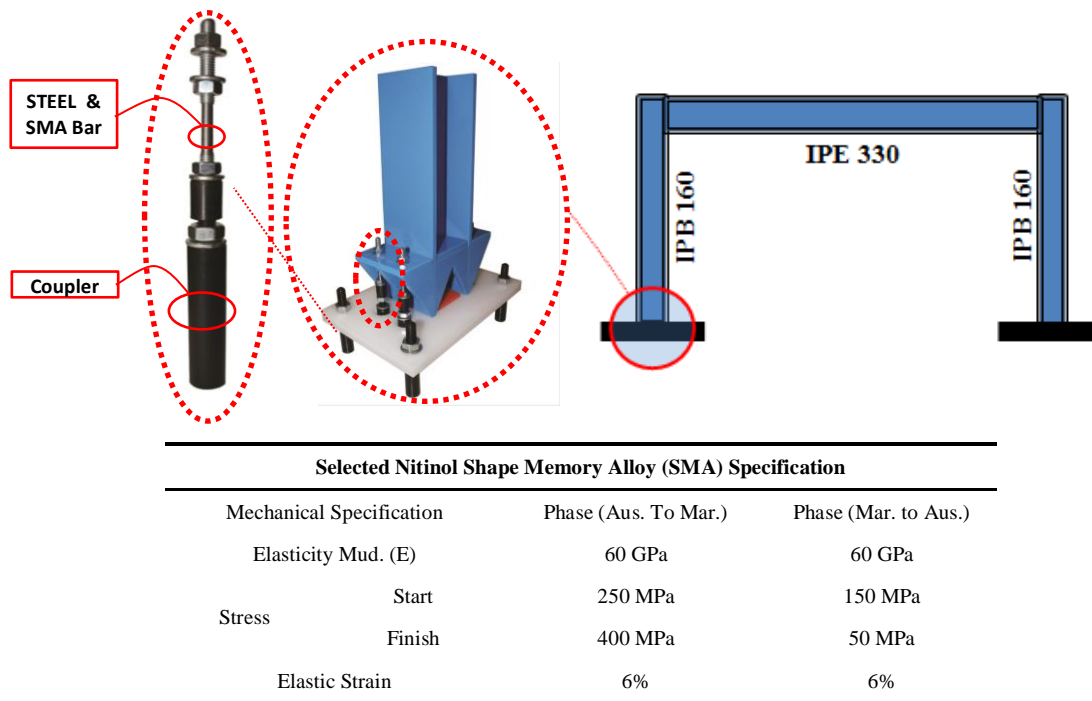 STEEL &
SMA Bar
Coupler
IPE 330
IPB 160
IPB 160
Selected Nitinol Shape Memory Alloy (SMA) Specification
Mechanical Specification Phase (Aus. To Mar.) Phase (Mar. to Aus.)
Elasticity Mud. (E) 60 GPa 60 GPa
Stress
Start 250 MPa 150 MPa
Finish 400 MPa 50 MPa
Elastic Strain 6% 6%